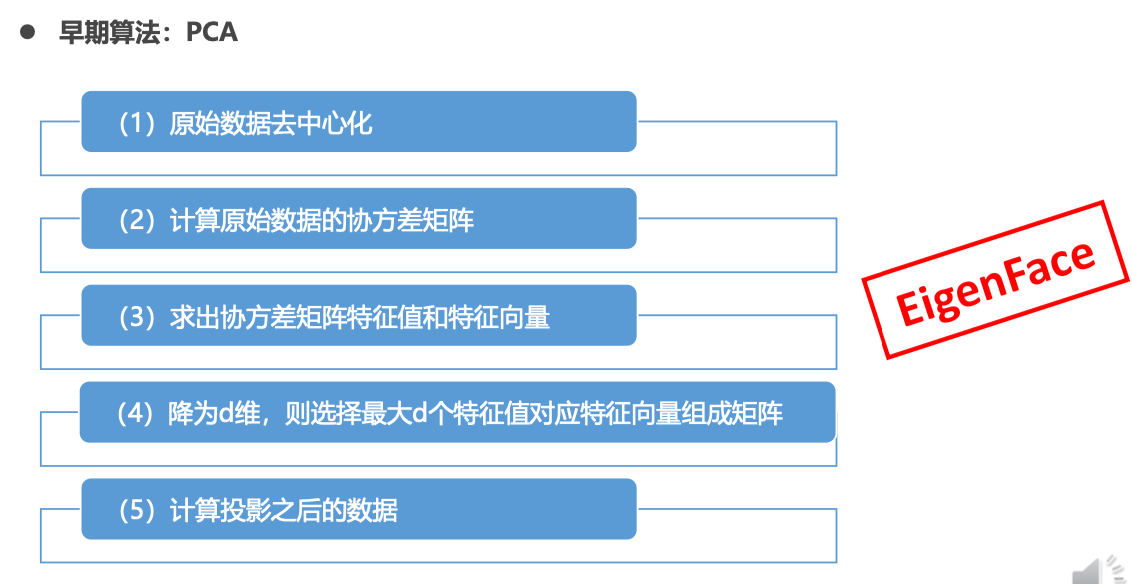 早期算法：PCA
（1）原始数据去中心化
（2）计算原始数据的协方差矩阵
（3）求出协方差矩阵特征值和特征向量
（4）降为d维，则选择最大d个特征值对应特征向量组成矩阵
（5）计算投影之后的数据
EigenFace